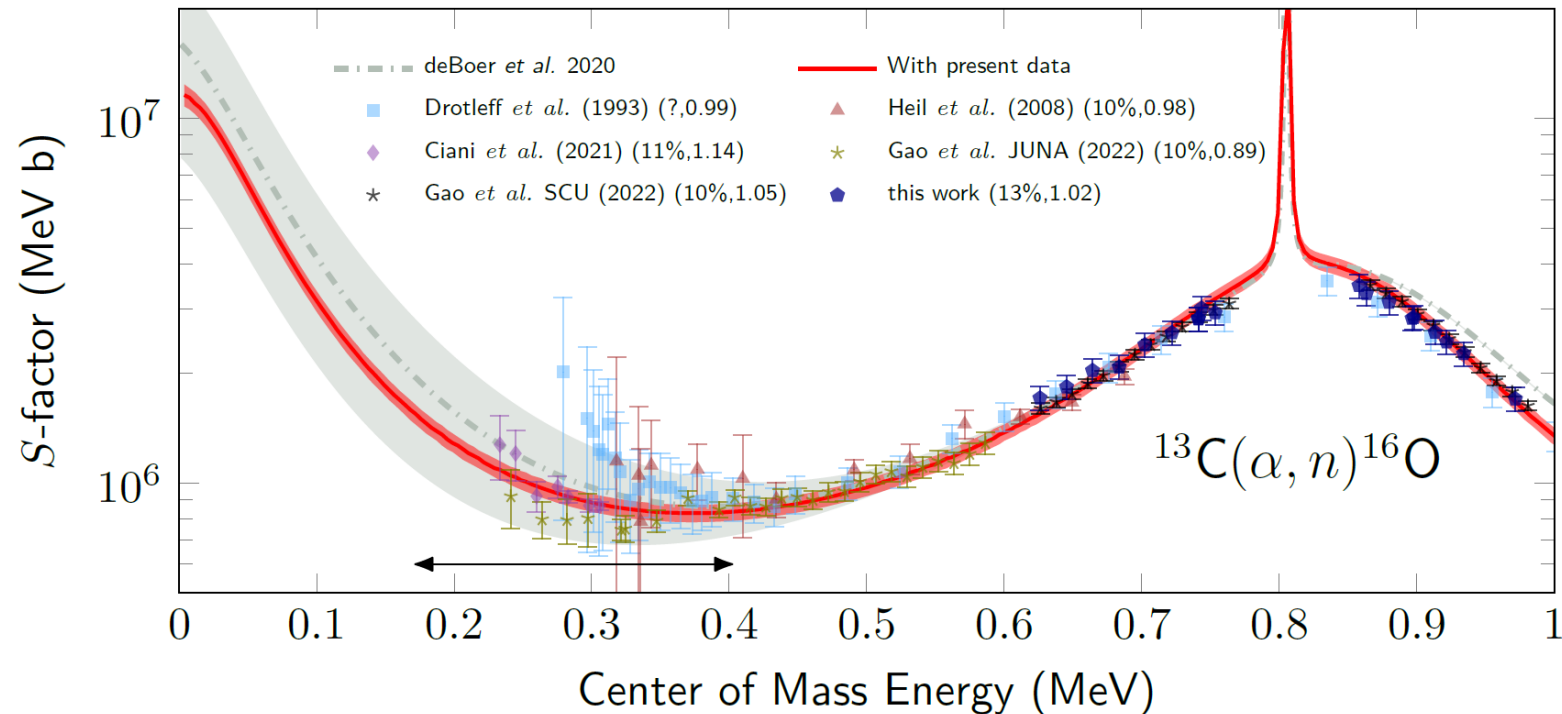 deBoer et al. 2020
With present data
Drotleff et al. (1993) (?,0.99)
Heil et al. (2008) (10%,0.98)
Ciani et al. (2021) (11%,1.14)
Gao et al. JUNA (2022) (10%,0.89)
Gao et al. SCU (2022) (10%,1.05)
this work (13%,1.02)
S-factor (MeV b)
10⁷
10⁶
¹³C(α, n)¹⁶O
0 0.1 0.2 0.3 0.4 0.5 0.6 0.7 0.8 0.9 1
Center of Mass Energy (MeV)